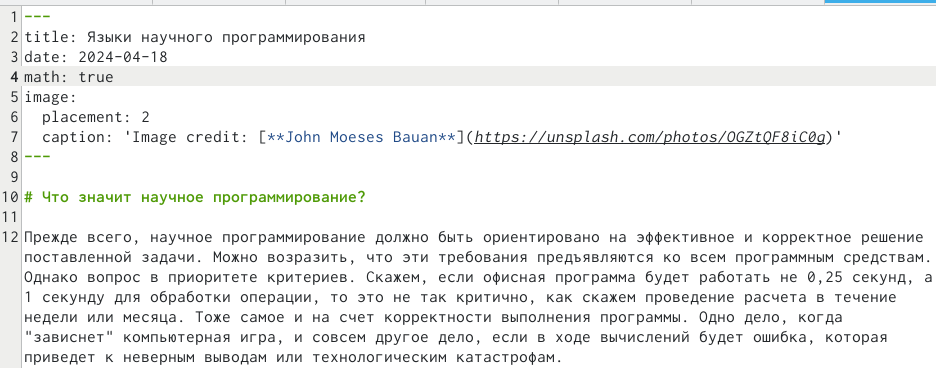 1 ---
2 title: Языки научного программирования
3 date: 2024-04-18
4 math: true
5 image:
6   placement: 2
7   caption: 'Image credit: [**John Moeses Bauan**](https://unsplash.com/photos/OGZtQF8iC0g)'
8 ---
9
10 # Что значит научное программирование?
11
12 Прежде всего, научное программирование должно быть ориентировано на эффективное и корректное решение
поставленной задачи. Можно возразить, что эти требования предъявляются ко всем программным средствам.
Однако вопрос в приоритете критериев. Скажем, если офисная программа будет работать не 0,25 секунд, а
1 секунду для обработки операции, то это не так критично, как скажем проведение расчета в течение
недели или месяца. Тоже самое и на счет корректности выполнения программы. Одно дело, когда
"зависнет" компьютерная игра, и совсем другое дело, если в ходе вычислений будет ошибка, которая
приведет к неверным выводам или технологическим катастрофам.